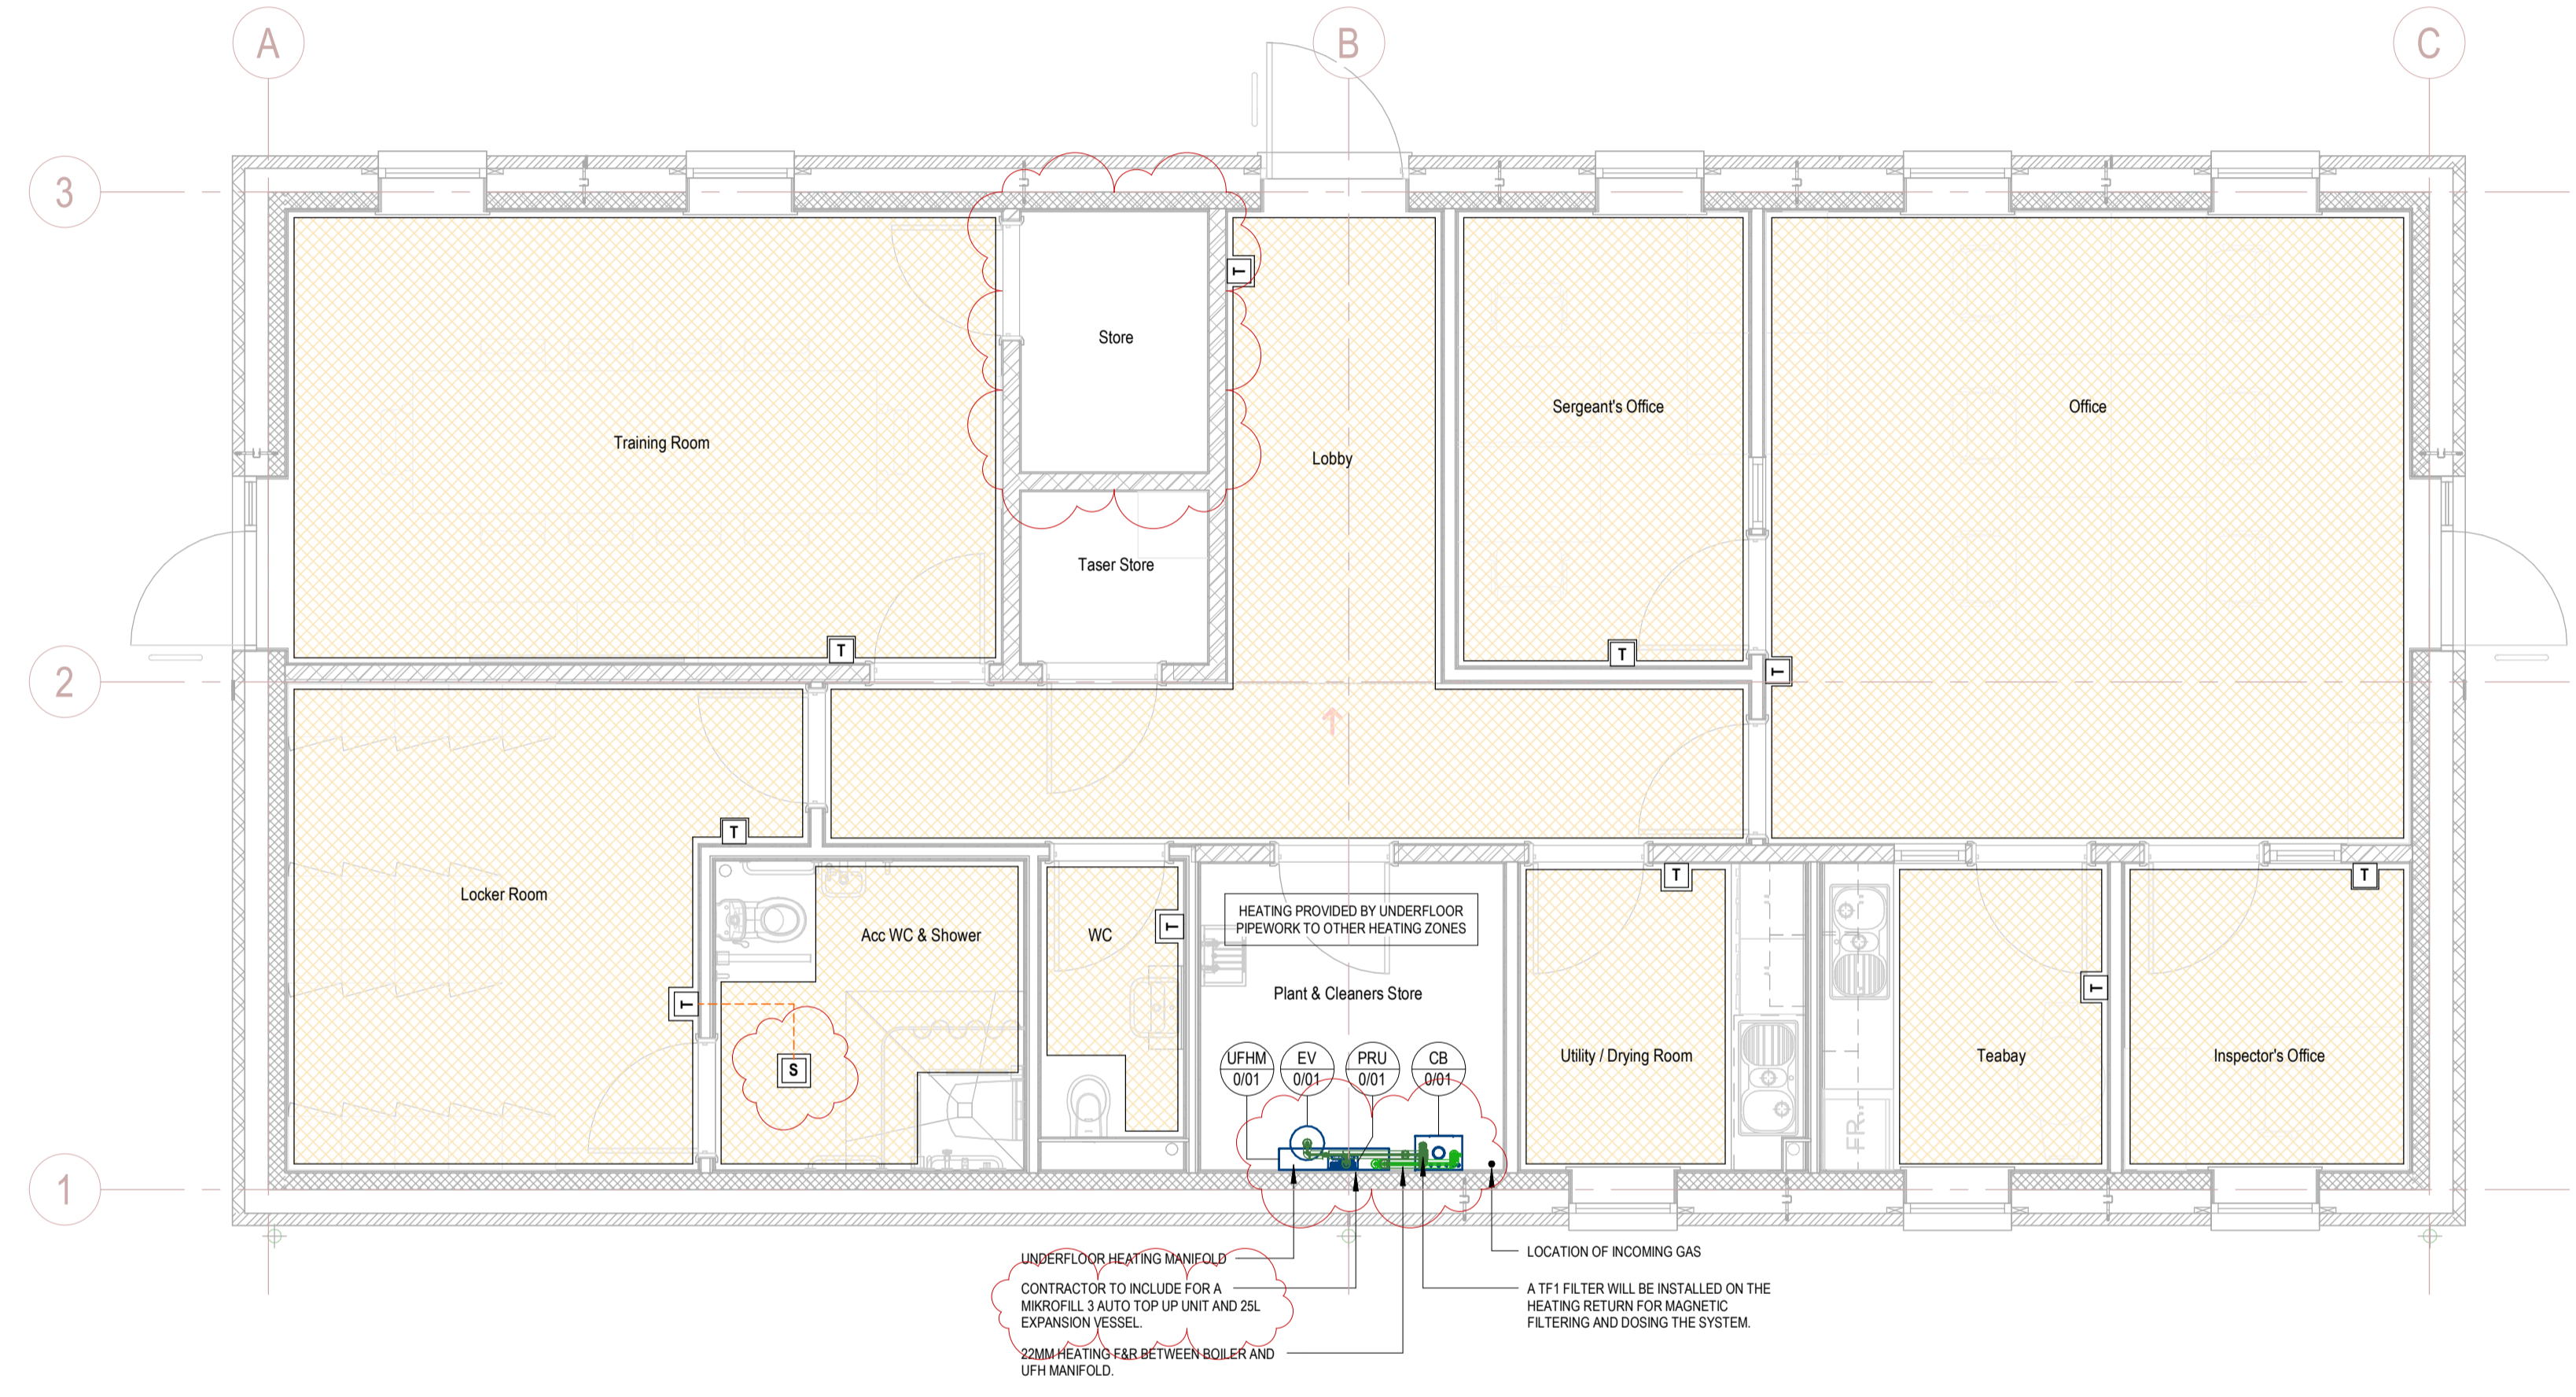 A
B
C
3
T
Store
Training Room
Sergeant's Office
Office
Lobby
Taser Store
T
T
T
2
T
Locker Room
T
T
T
HEATING PROVIDED BY UNDERFLOOR
PIPEWORK TO OTHER HEATING ZONES
Acc WC & Shower
WC
T
Plant & Cleaners Store
T
T
S
UFHM
0/01
EV
0/01
PRU
0/01
CB
0/01
Utility / Drying Room
FR..
Teabay
Inspector's Office
1
UNDERFLOOR HEATING MANIFOLD
CONTRACTOR TO INCLUDE FOR A
MIKROFILL 3 AUTO TOP UP UNIT AND 25L
EXPANSION VESSEL.
22MM HEATING F&R BETWEEN BOILER AND
UFH MANIFOLD.
LOCATION OF INCOMING GAS
A TF1 FILTER WILL BE INSTALLED ON THE
HEATING RETURN FOR MAGNETIC
FILTERING AND DOSING THE SYSTEM.